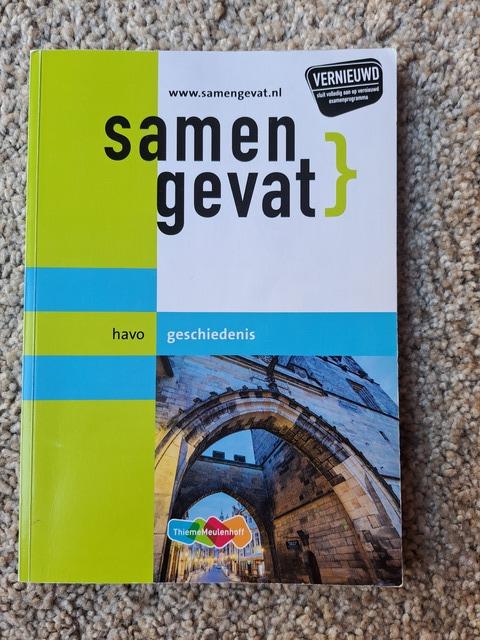 www.samengevat.nl
VERNIEUWD
sluit volledig aan op vernieuwd
examenprogramma
samen
gevat}
havo geschiedenis
ThiemeMeulenhoff